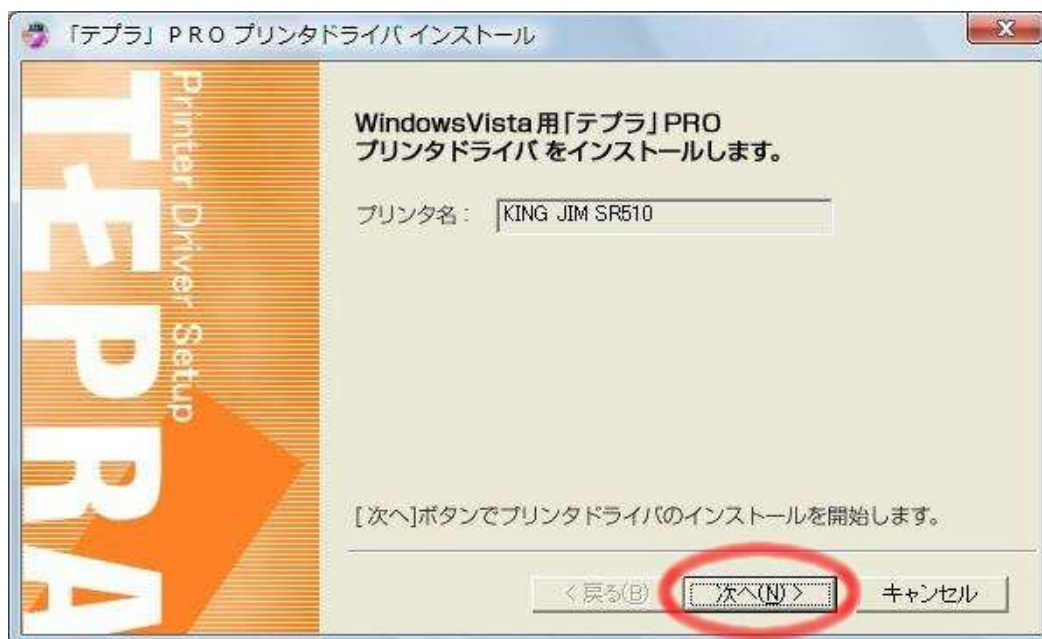 「テプラ」 PRO プリンタドライバ インストール
TEPRA
Printer Driver Setup
WindowsVista用「テプラ」PRO
プリンタドライバ をインストールします。
プリンタ名： KING JIM SR510
[次へ]ボタンでプリンタドライバのインストールを開始します。
< 戻る(B) 次へ(N) > キャンセル